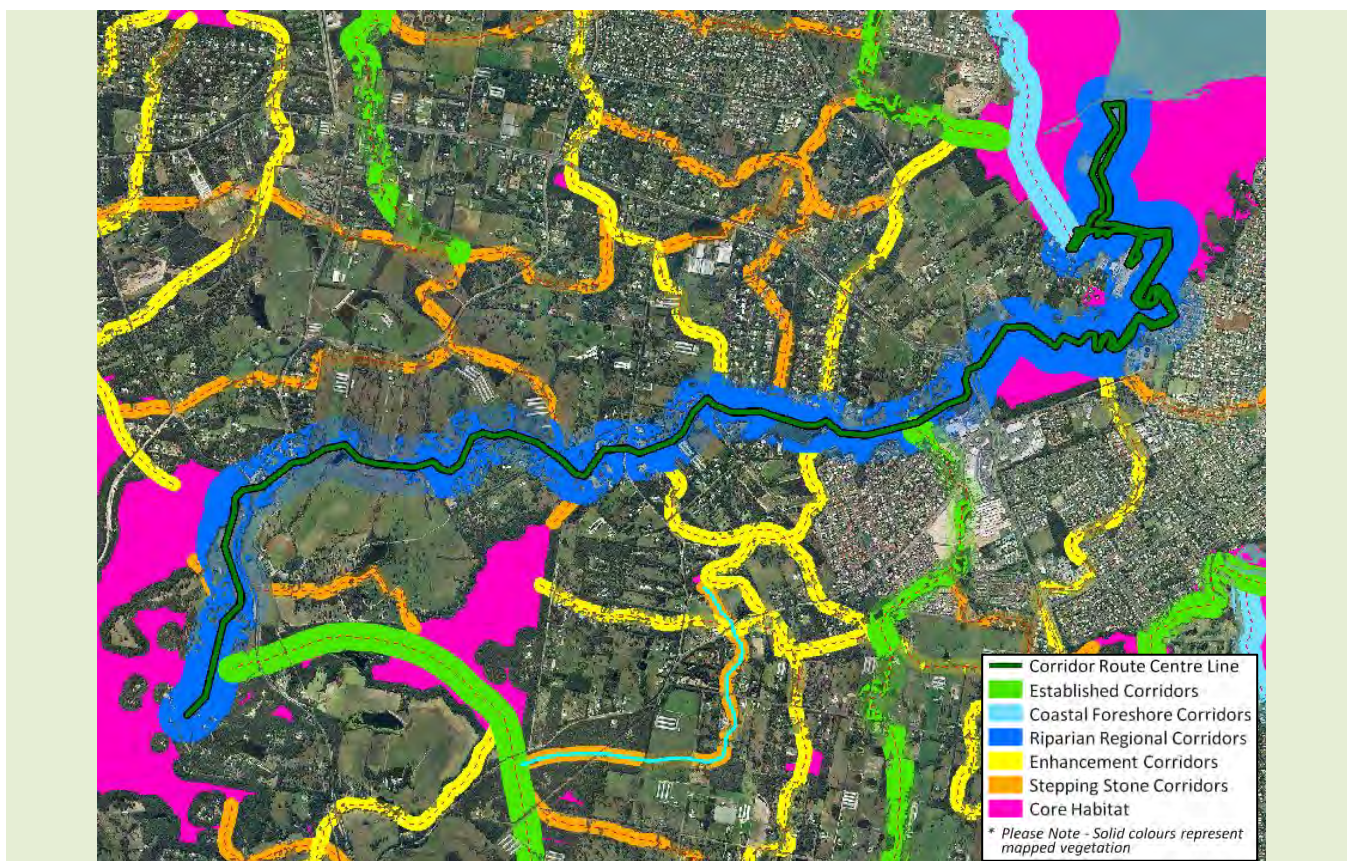 Corridor Route Centre Line
Established Corridors
Coastal Foreshore Corridors
Riparian Regional Corridors
Enhancement Corridors
Stepping Stone Corridors
Core Habitat
* Please Note - Solid colours represent
mapped vegetation